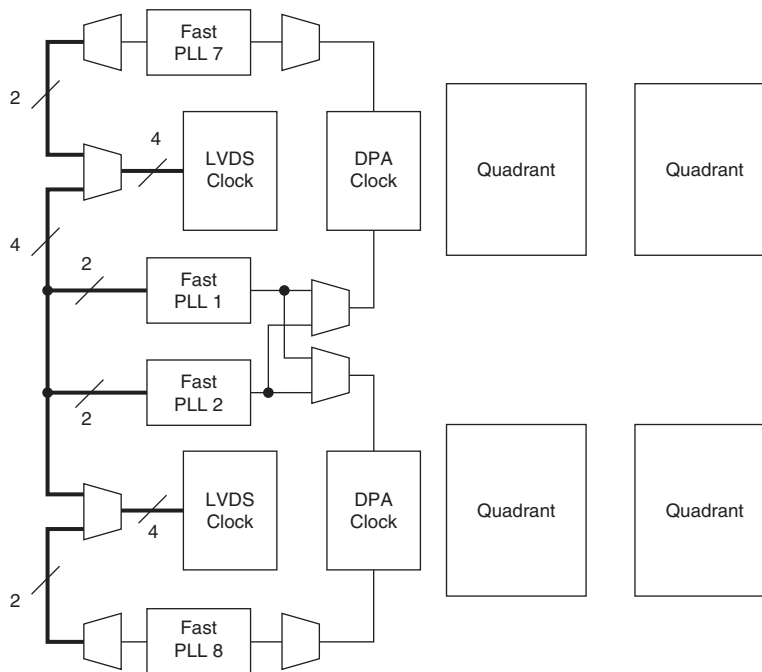 Fast
PLL 7
2
4
LVDS
Clock
DPA
Clock
Quadrant
Quadrant
4
2
Fast
PLL 1
Fast
PLL 2
2
LVDS
Clock
4
DPA
Clock
Quadrant
Quadrant
2
Fast
PLL 8